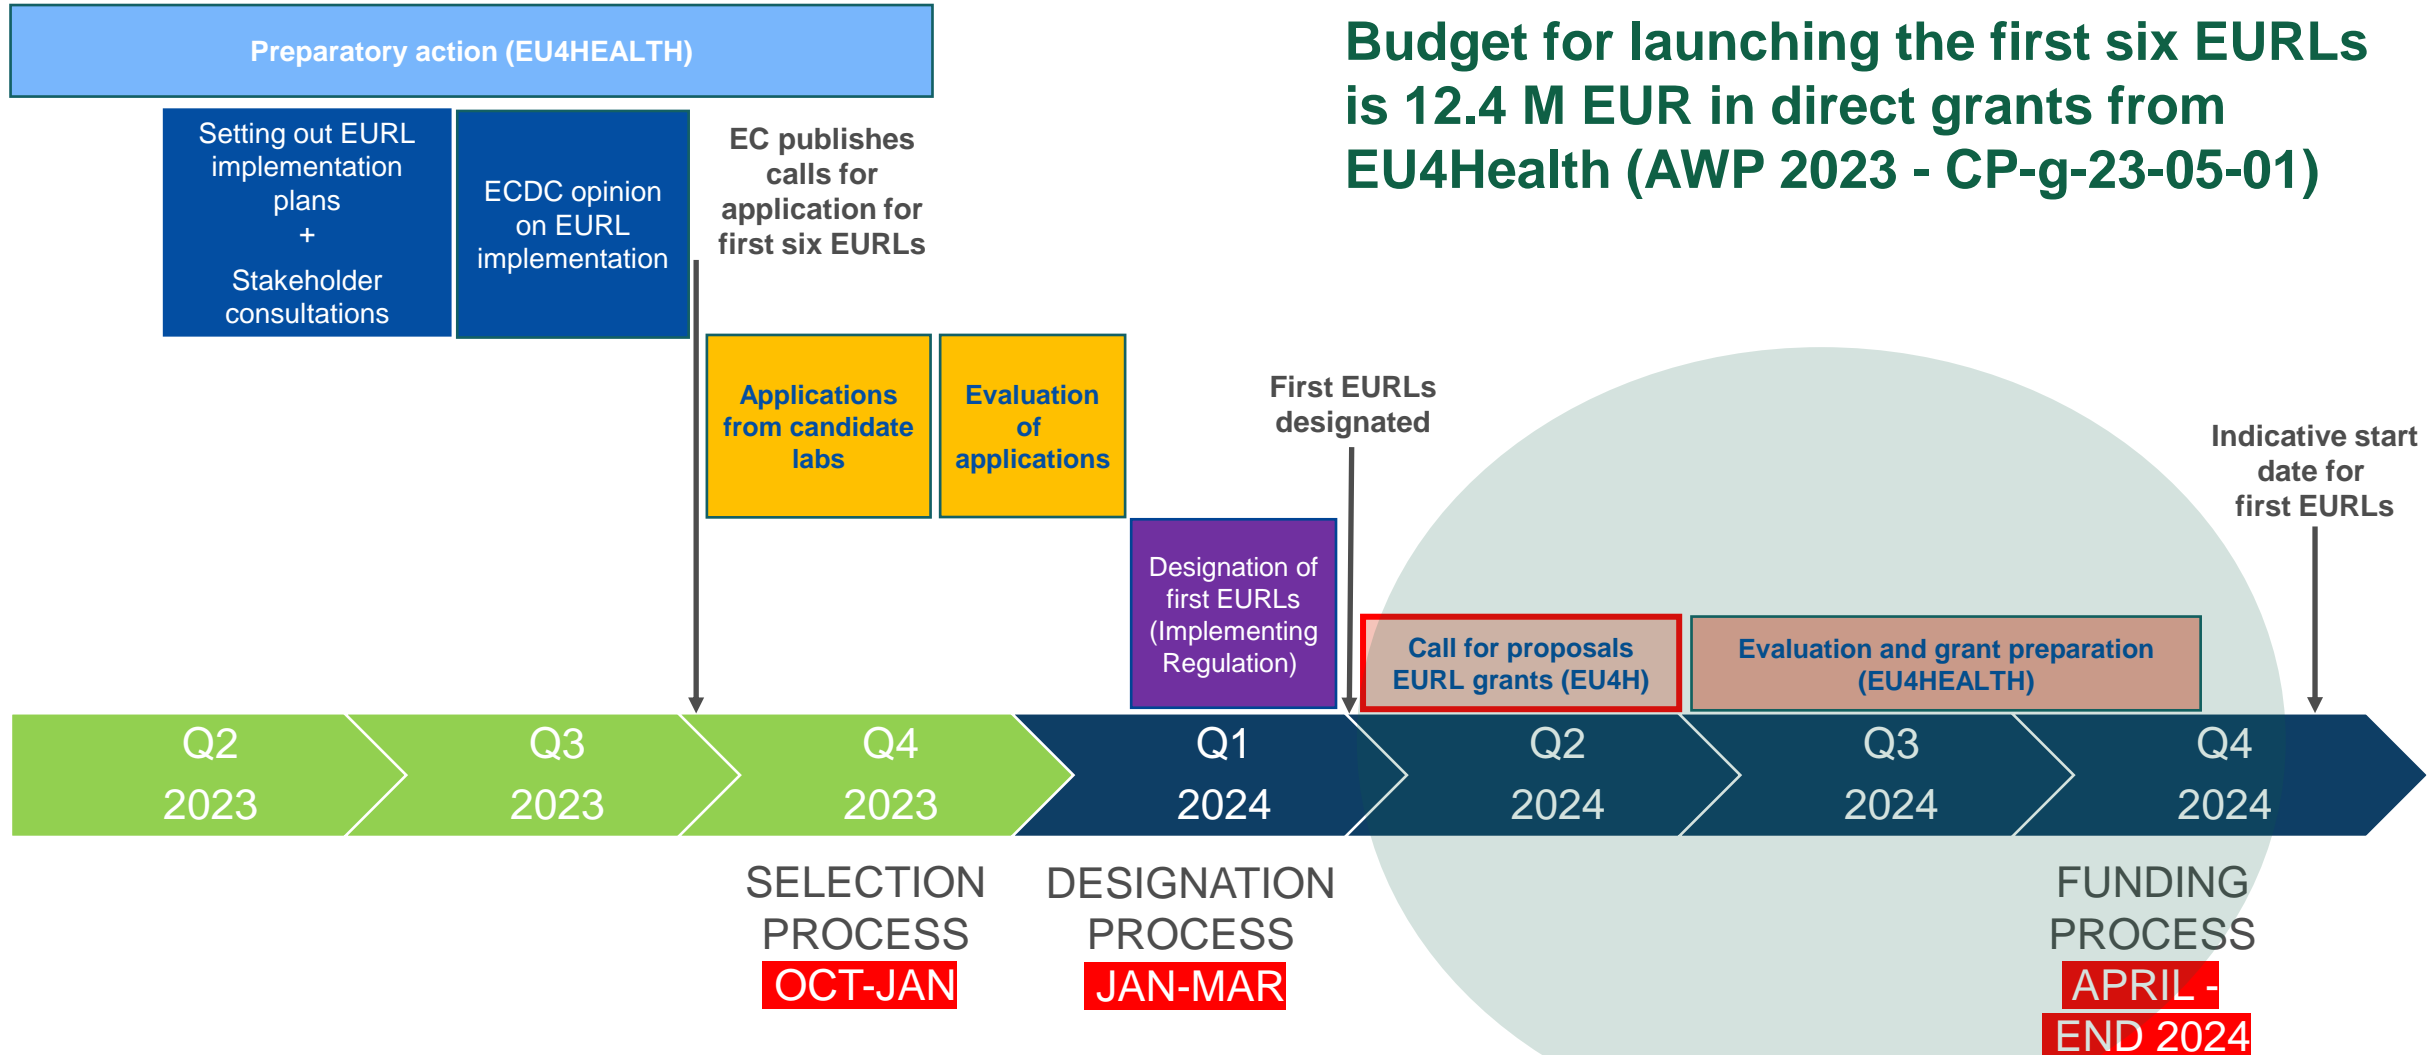 Preparatory action (EU4HEALTH)
Budget for launching the first six EURLs
is 12.4 M EUR in direct grants from
EU4Health (AWP 2023 - CP-g-23-05-01)
Setting out EURL
implementation
plans
+
Stakeholder
consultations
ECDC opinion
on EURL
implementation
EC publishes
calls for
application for
first six EURLs
Applications
from candidate
labs
Evaluation
of
applications
Designation of
first EURLs
(Implementing
Regulation)
First EURLs
designated
Call for proposals
EURL grants (EU4H)
Evaluation and grant preparation
(EU4HEALTH)
Indicative start
date for
first EURLs
Q2
2023
Q3
2023
Q4
2023
Q1
2024
Q2
2024
Q3
2024
Q4
2024
SELECTION
PROCESS
OCT-JAN
DESIGNATION
PROCESS
JAN-MAR
FUNDING
PROCESS
APRIL -
END 2024